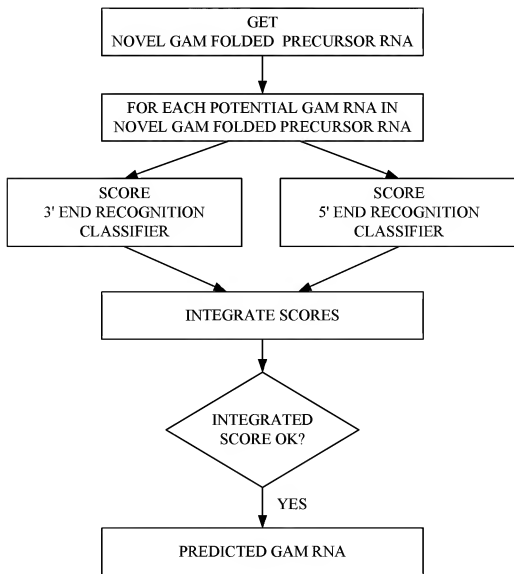 GET
NOVEL GAM FOLDED PRECURSOR RNA
FOR EACH POTENTIAL GAM RNA IN
NOVEL GAM FOLDED PRECURSOR RNA
SCORE
3' END RECOGNITION
CLASSIFIER
SCORE
5' END RECOGNITION
CLASSIFIER
INTEGRATE SCORES
INTEGRATED
SCORE OK?
YES
PREDICTED GAM RNA